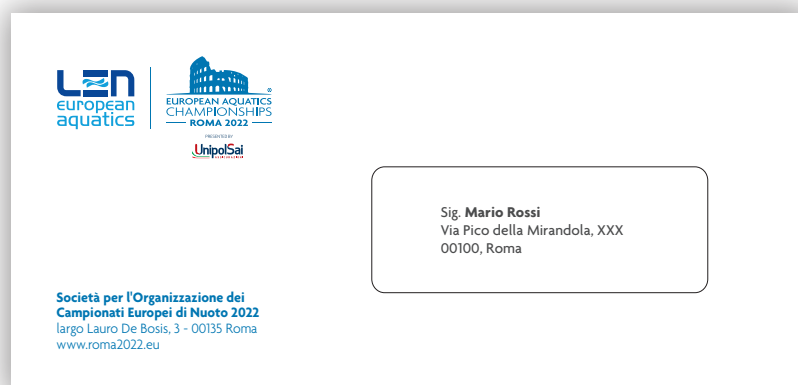 LEN
european
aquatics
EUROPEAN AQUATICS
CHAMPIONSHIPS
ROMA 2022
PRESENTED BY
UnipolSai
Sig. Mario Rossi
Via Pico della Mirandola, XXX
00100, Roma
Società per l'Organizzazione dei
Campionati Europei di Nuoto 2022
largo Lauro De Bosis, 3 - 00135 Roma
www.roma2022.eu